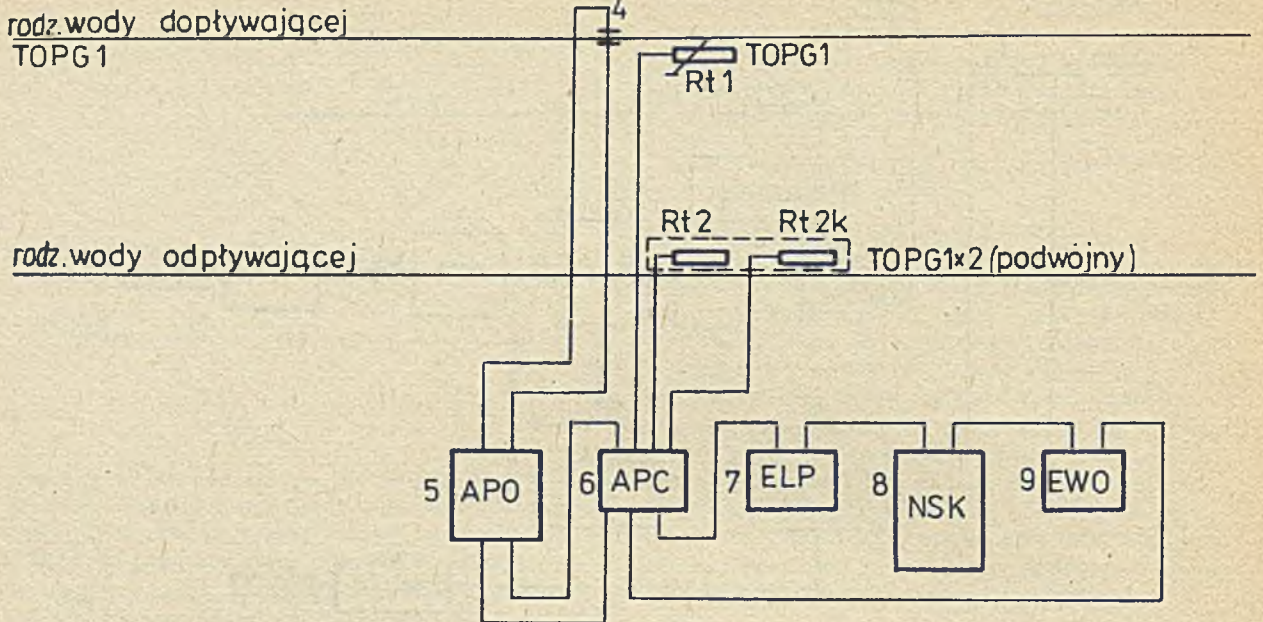 4
rodz.wody dopływającej
TOPG1
TOPG1
Rt1
Rt2
Rt2k
rodz.wody odpływającej
TOPG1×2(podwójny)
5
APO
6
APC
7
ELP
8
NSK
9
EWO